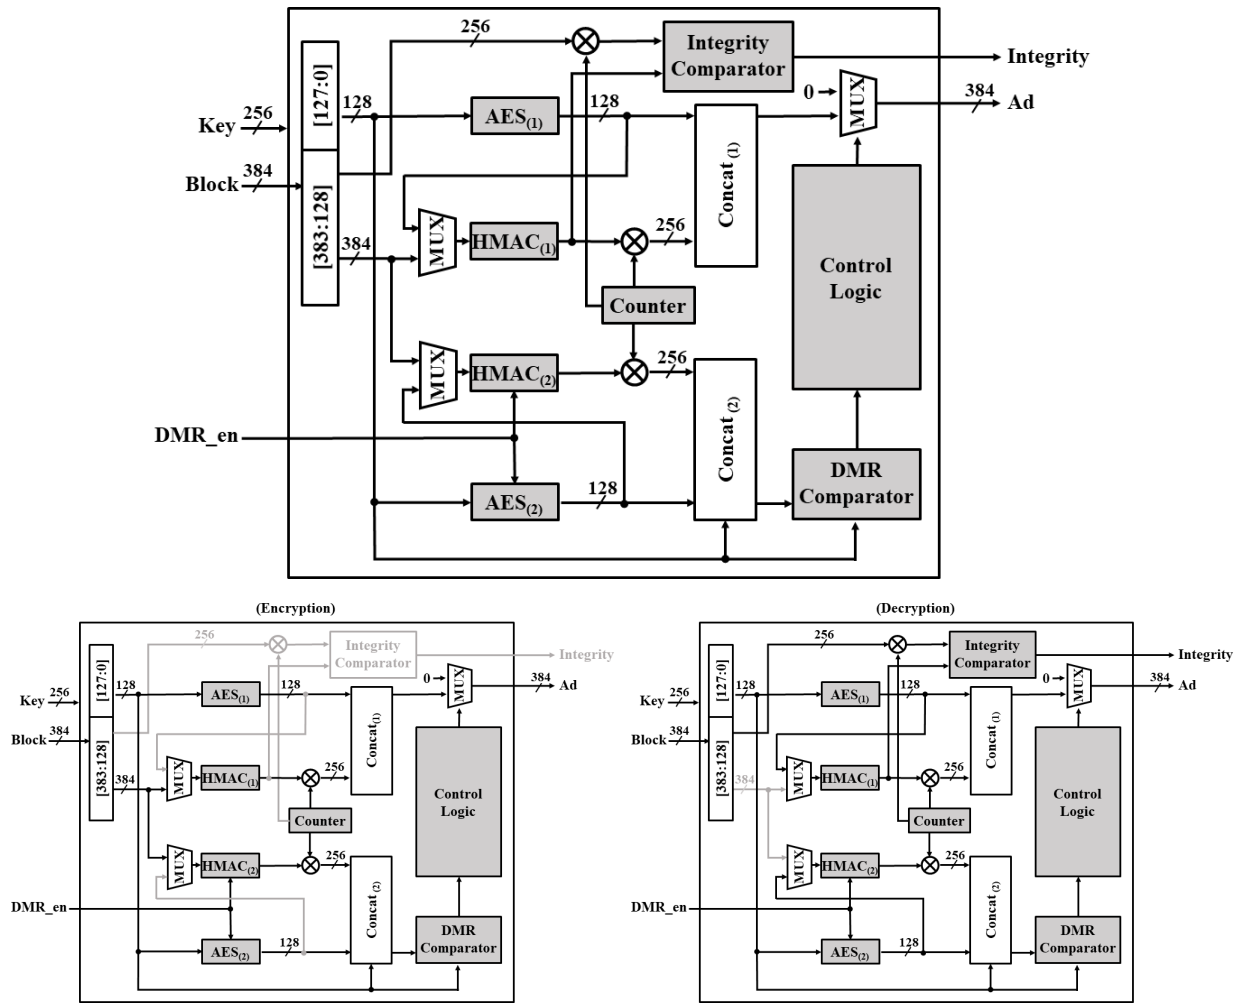 256
Integrity
Comparator
Integrity
[127:0]
128
Key
256
AES(1)
128
0
MUX
384
Ad
Block
384
[383:128]
384
MUX
HMAC(1)
256
Concat (1)
Control
Logic
Counter
MUX
HMAC(2)
256
DMR_en
Concat (2)
DMR
Comparator
AES(2)
128
(Encryption)
256
Integrity
Comparator
Integrity
[127:0]
128
Key
256
AES(1)
128
0
MUX
384
Ad
Block
384
[383:128]
384
MUX
HMAC(1)
256
Concat(1)
Control
Logic
Counter
MUX
HMAC(2)
256
DMR_en
Concat (2)
DMR
Comparator
AES(2)
128
(Decryption)
256
Integrity
Comparator
Integrity
[127:0]
128
Key
256
AES(1)
128
0
MUX
384
Ad
Block
384
[383:128]
384
MUX
HMAC(1)
256
Concat (1)
Control
Logic
Counter
MUX
HMAC(2)
256
DMR_en
Concat (2)
DMR
Comparator
AES(2)
128